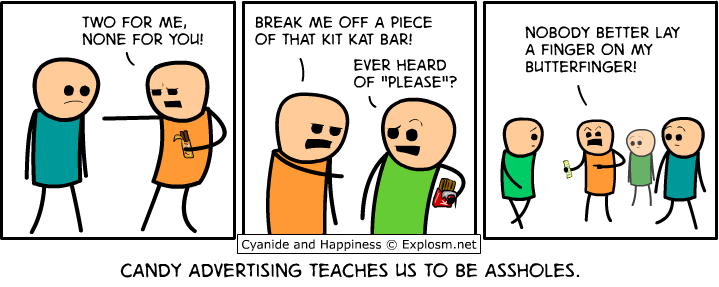 TWO FOR ME,
NONE FOR YOU!
BREAK ME OFF A PIECE
OF THAT KIT KAT BAR!
EVER HEARD
OF "PLEASE"?
NOBODY BETTER LAY
A FINGER ON MY
BUTTERFINGER!
Cyanide and Happiness © Explosm.net
CANDY ADVERTISING TEACHES US TO BE ASSHOLES.